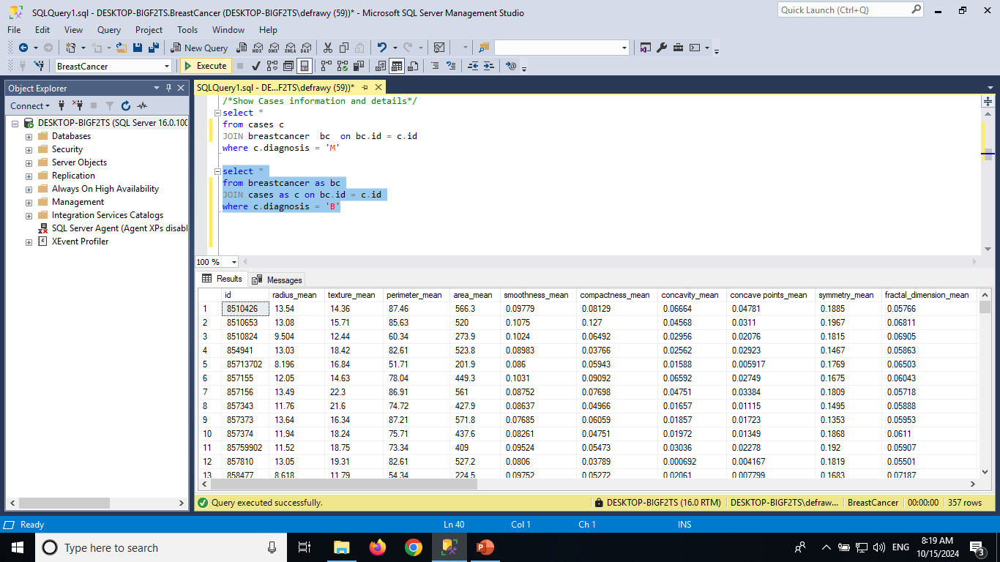 SQLQuery1.sql - DESKTOP-BIGF2TS.BreastCancer (DESKTOP-BIGF2TS\defrawy (59))* - Microsoft SQL Server Management Studio
Quick Launch (Ctrl+Q)
File Edit View Query Project Tools Window Help
New Query MDX DMX XMLA DAX
BreastCancer Execute
Object Explorer
SQLQuery1.sql - DE...F2TS\defrawy (59))*
Connect
DESKTOP-BIGF2TS (SQL Server 16.0.100
Databases
Security
Server Objects
Replication
Always On High Availability
Management
Integration Services Catalogs
SQL Server Agent (Agent XPs disabl
XEvent Profiler
/*Show Cases information and details*/
select *
from cases c
JOIN breastcancer  bc  on bc.id = c.id
where c.diagnosis = 'M'
select *
from breastcancer as bc
JOIN cases as c on bc.id = c.id
where c.diagnosis = 'B'
100 %
Results Messages
id radius_mean texture_mean perimeter_mean area_mean smoothness_mean compactness_mean concavity_mean concave points_mean symmetry_mean fractal_dimension_mean
1 8510426 13.54 14.36 87.46 566.3 0.09779 0.08129 0.06664 0.04781 0.1885 0.05766
2 8510653 13.08 15.71 85.63 520 0.1075 0.127 0.04568 0.0311 0.1967 0.06811
3 8510824 9.504 12.44 60.34 273.9 0.1024 0.06492 0.02956 0.02076 0.1815 0.06905
4 854941 13.03 18.42 82.61 523.8 0.08983 0.03766 0.02562 0.02923 0.1467 0.05863
5 85713702 8.196 16.84 51.71 201.9 0.086 0.05943 0.01588 0.005917 0.1769 0.06503
6 857155 12.05 14.63 78.04 449.3 0.1031 0.09092 0.06592 0.02749 0.1675 0.06043
7 857156 13.49 22.3 86.91 561 0.08752 0.07698 0.04751 0.03384 0.1809 0.05718
8 857343 11.76 21.6 74.72 427.9 0.08637 0.04966 0.01657 0.01115 0.1495 0.05888
9 857373 13.64 16.34 87.21 571.8 0.07685 0.06059 0.01857 0.01723 0.1353 0.05953
10 857374 11.94 18.24 75.71 437.6 0.08261 0.04751 0.01972 0.01349 0.1868 0.0611
11 85759902 11.52 18.75 73.34 409 0.09524 0.05473 0.03036 0.02278 0.192 0.05907
12 857810 13.05 19.31 82.61 527.2 0.0806 0.03789 0.000692 0.004167 0.1819 0.05501
13 858477 8.618 11.79 54.34 224.5 0.09752 0.05272 0.02061 0.007799 0.1683 0.07187
Query executed successfully. DESKTOP-BIGF2TS (16.0 RTM) DESKTOP-BIGF2TS\defraw... BreastCancer 00:00:00 357 rows
Ready Ln 40 Col 1 Ch 1 INS
Type here to search ENG 8:19 AM
10/15/2024 3